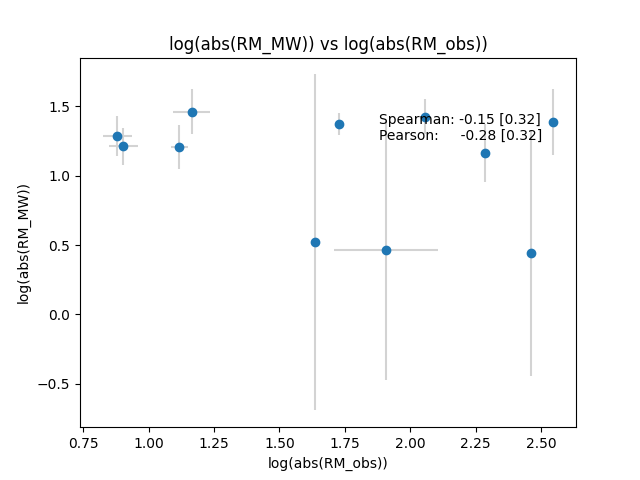 log(abs(RM_MW)) vs log(abs(RM_obs))
Spearman: -0.15 [0.32]
Pearson: -0.28 [0.32]
1.5
1.0
0.5
0.0
−0.5
log(abs(RM_MW))
0.75 1.00 1.25 1.50 1.75 2.00 2.25 2.50
log(abs(RM_obs))